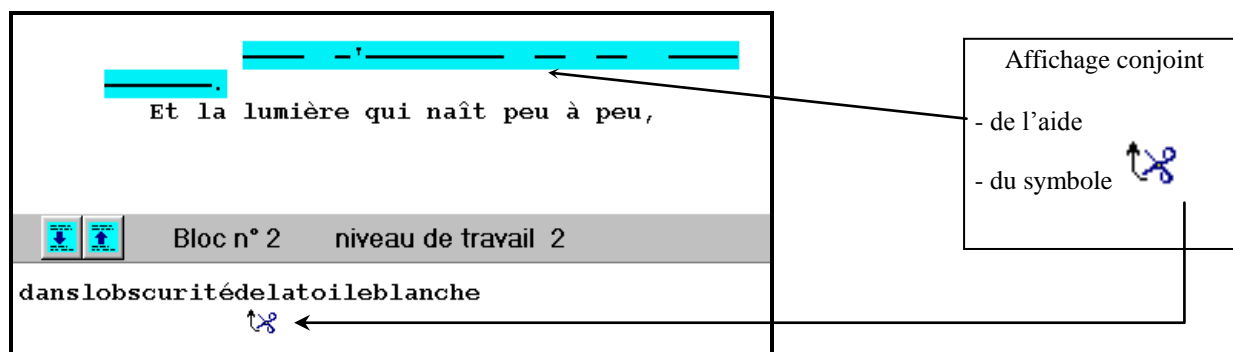 Et la lumière qui naît peu à peu,
Bloc n° 2 niveau de travail 2
danslobscuritédelatoileblanche
Affichage conjoint
- de l’aide
- du symbole